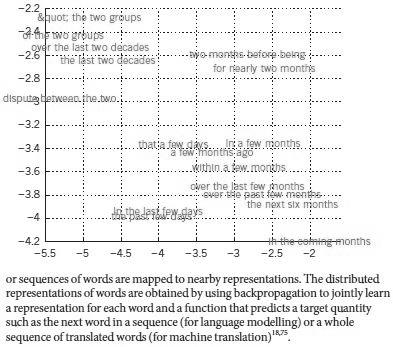 −2.2
&quot; the two groups
−2.4
of the two groups
over the last two decades
two months before being
−2.6
the last two decades
for nearly two months
−2.8
dispute between the two
−3
−3.2
that a few days
In a few months
−3.4
a few months ago
−3.6
within a few months
over the last few months
−3.8
over the past few months
the next six months
In the last few days
−4
the past few days
−4.2
In the coming months
−5.5 −5 −4.5 −4 −3.5 −3 −2.5 −2
or sequences of words are mapped to nearby representations. The distributed
representations of words are obtained by using backpropagation to jointly learn
a representation for each word and a function that predicts a target quantity
such as the next word in a sequence (for language modelling) or a whole
sequence of translated words (for machine translation)18,75.